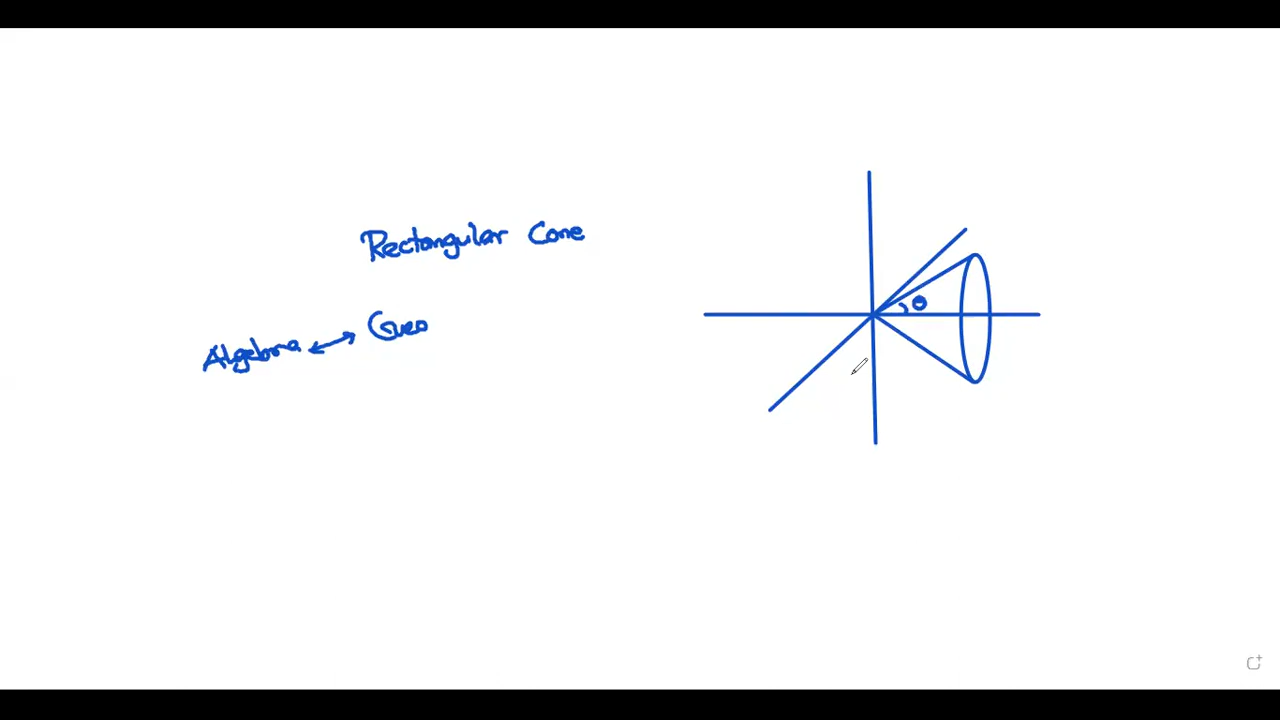 Rectangular Cone
Algebra ↔ Geo
θ